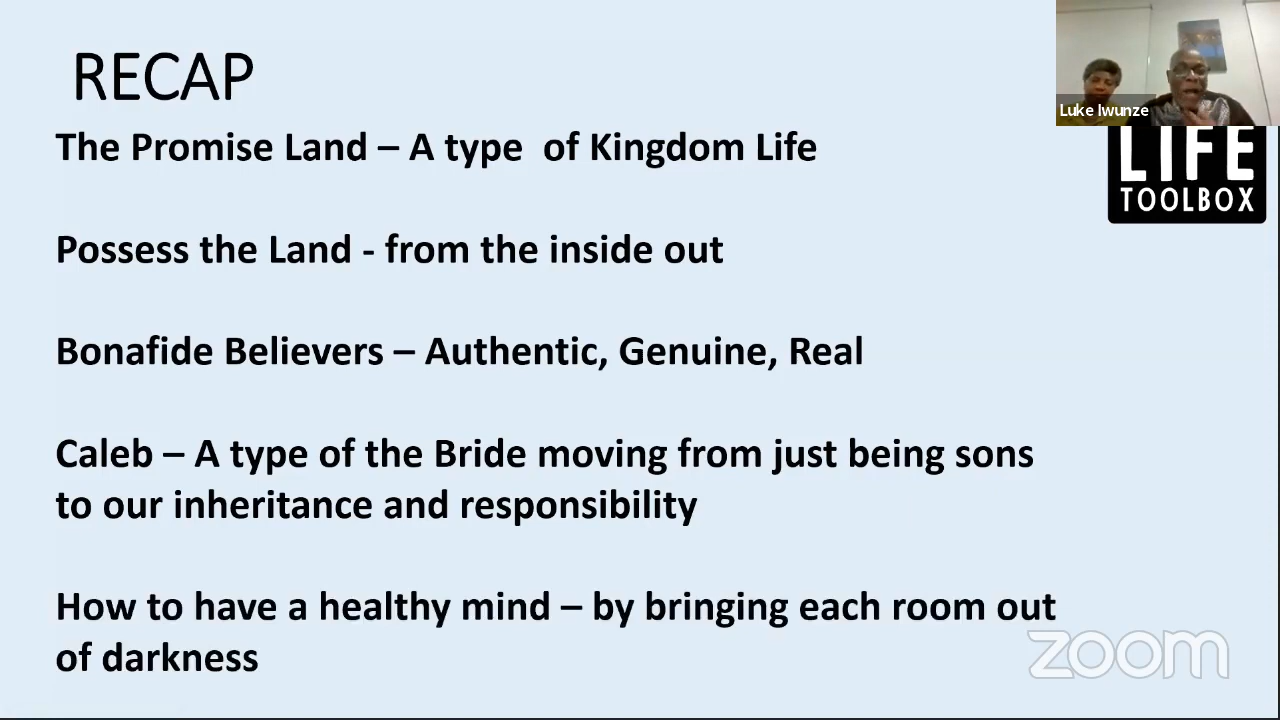 RECAP
Luke Iwunze
The Promise Land – A type  of Kingdom Life
LIFE
TOOLBOX
Possess the Land - from the inside out
Bonafide Believers – Authentic, Genuine, Real
Caleb – A type of the Bride moving from just being sons
to our inheritance and responsibility
How to have a healthy mind – by bringing each room out
of darkness
zoom